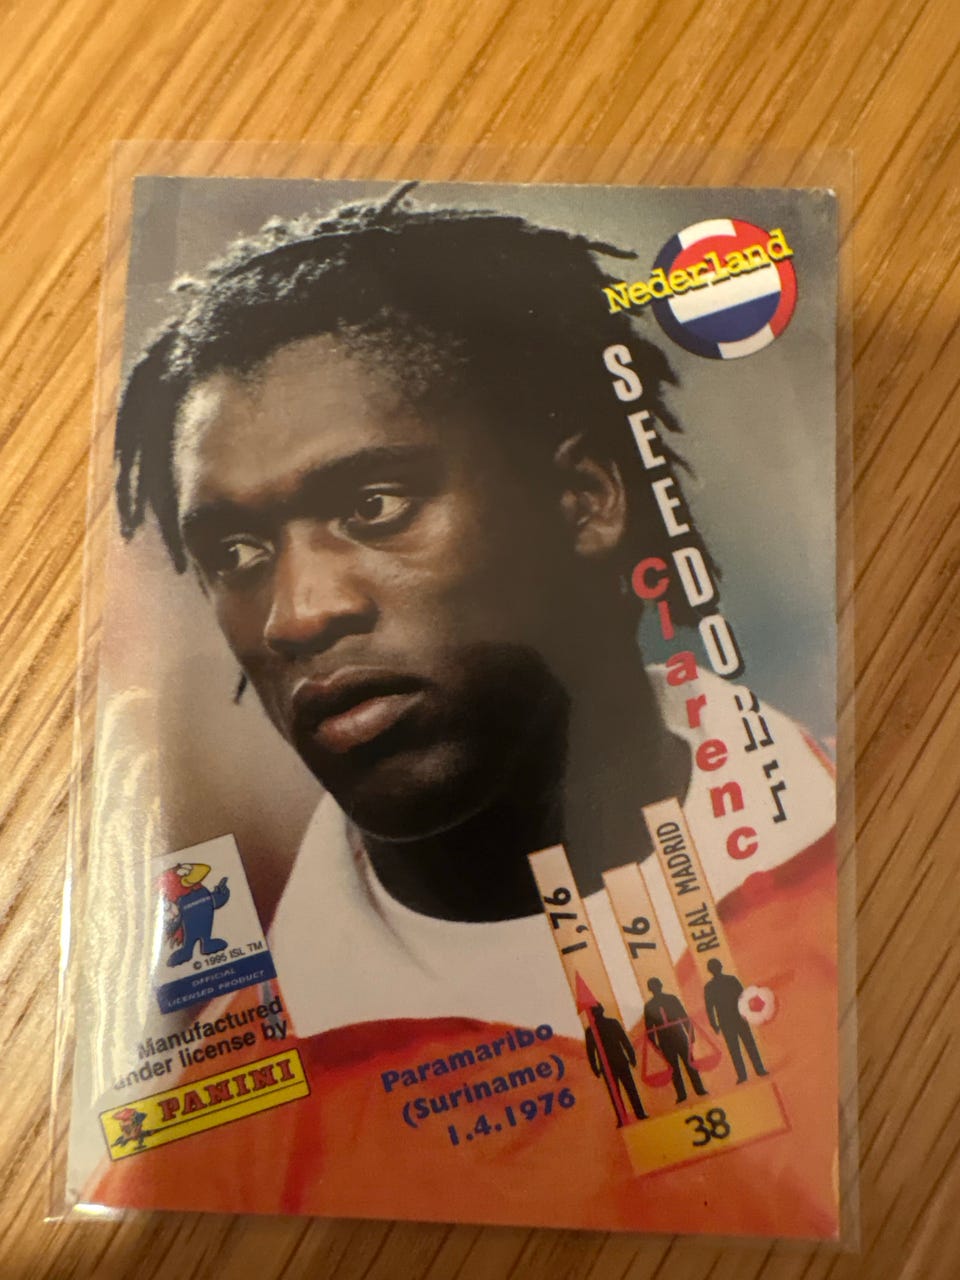 Nederland
SEEDORF
Clarenc
1,76
76
REAL MADRID
© 1995 ISL TM
OFFICIAL
LICENSED PRODUCT
Manufactured
under license by
PANINI
Paramaribo
(Suriname)
1.4.1976
38